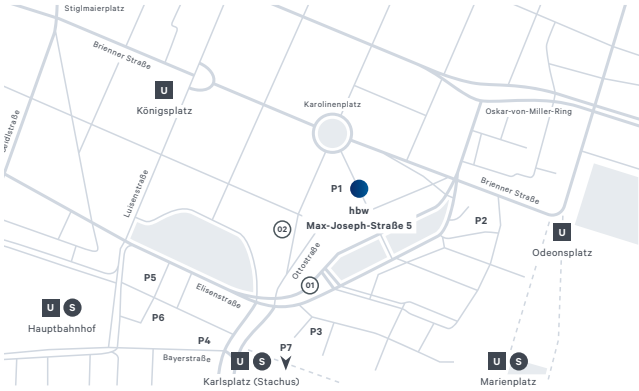 Stiglmaierplatz
Brienner Straße
U
Königsplatz
Karolinenplatz
Oskar-von-Miller-Ring
Luisenstraße
P1
hbw
Max-Joseph-Straße 5
Brienner Straße
P2
02
U
Odeonsplatz
Ottostraße
01
P5
Elisenstraße
U S
Hauptbahnhof
P6
P3
P4
P7
Bayerstraße
U S
Karlsplatz (Stachus)
U S
Marienplatz